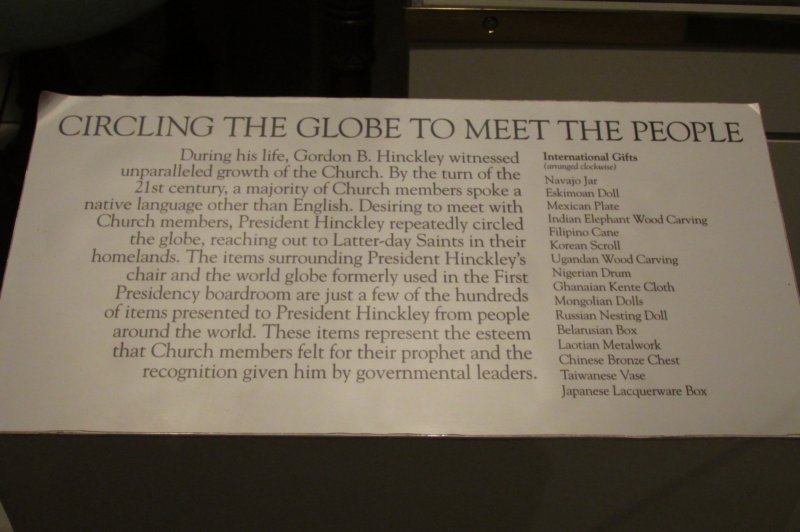 CIRCLING THE GLOBE TO MEET THE PEOPLE
During his life, Gordon B. Hinckley witnessed
unparalleled growth of the Church. By the turn of the
21st century, a majority of Church members spoke a
native language other than English. Desiring to meet with
Church members, President Hinckley repeatedly circled
the globe, reaching out to Latter-day Saints in their
homelands. The items surrounding President Hinckley's
chair and the world globe formerly used in the First
Presidency boardroom are just a few of the hundreds
of items presented to President Hinckley from people
around the world. These items represent the esteem
that Church members felt for their prophet and the
recognition given him by governmental leaders.
International Gifts
(arranged clockwise)
Navajo Jar
Eskimoan Doll
Mexican Plate
Indian Elephant Wood Carving
Filipino Cane
Korean Scroll
Ugandan Wood Carving
Nigerian Drum
Ghanaian Kente Cloth
Mongolian Dolls
Russian Nesting Doll
Belarusian Box
Laotian Metalwork
Chinese Bronze Chest
Taiwanese Vase
Japanese Lacquerware Box